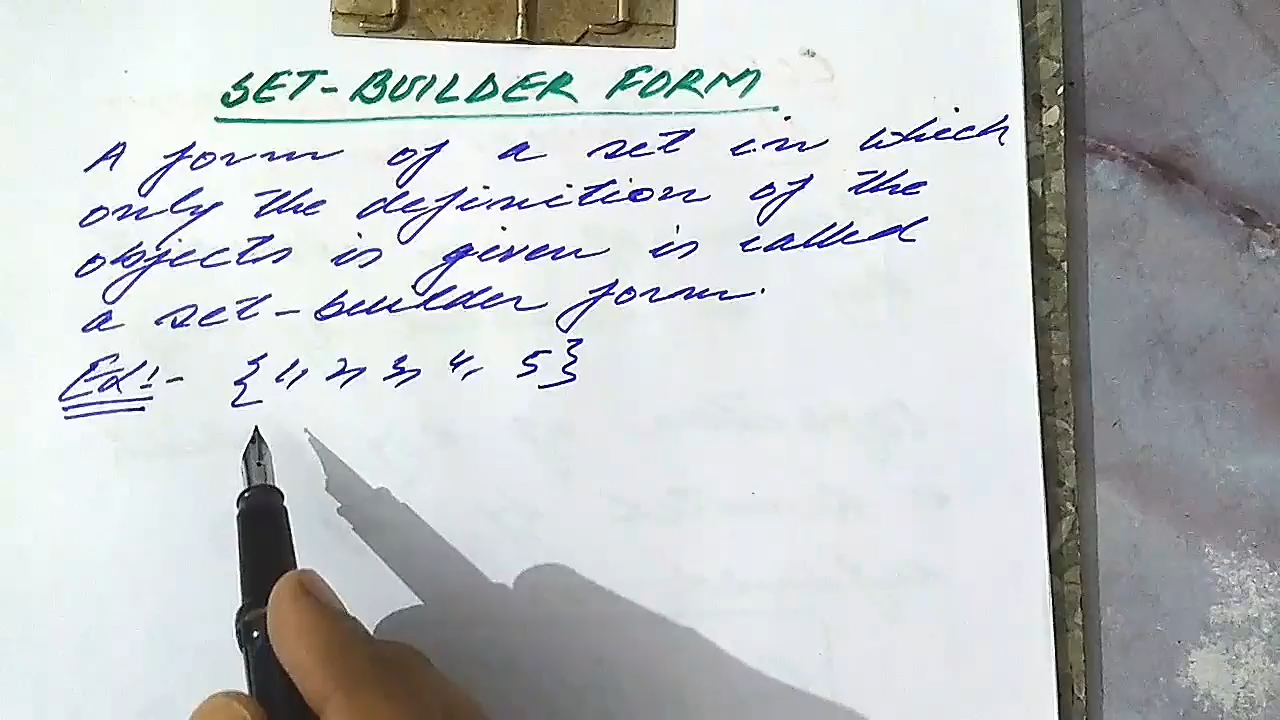 SET-BUILDER FORM
A form of a set in which
only the definition of the
objects is given is called
a set-builder form.
Ex:- {1, 2, 3, 4, 5}